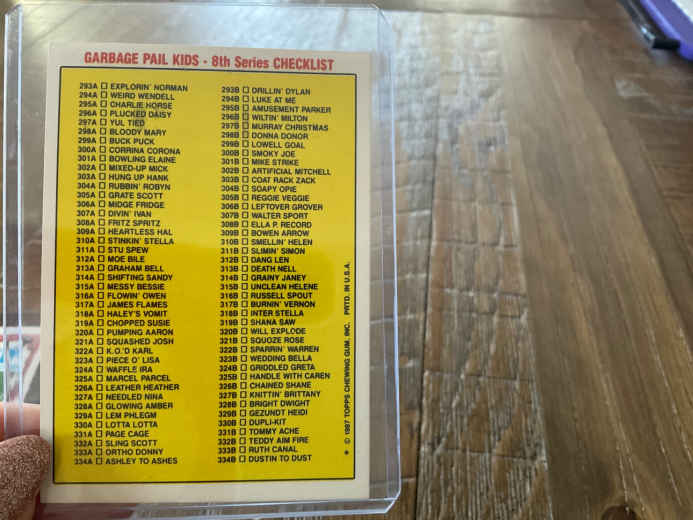 GARBAGE PAIL KIDS - 8th Series CHECKLIST
293A EXPLORIN' NORMAN
294A WEIRD WENDELL
295A CHARLIE HORSE
296A PLUCKED DAISY
297A YUL TIED
298A BLOODY MARY
299A BUCK PUCK
300A CORRINA CORONA
301A BOWLING ELAINE
302A MIXED-UP MICK
303A HUNG UP HANK
304A RUBBIN' ROBYN
305A GRATE SCOTT
306A MIDGE FRIDGE
307A DIVIN' IVAN
308A FRITZ SPRITZ
309A HEARTLESS HAL
310A STINKIN' STELLA
311A STU SPEW
312A MOE BILE
313A GRAHAM BELL
314A SHIFTING SANDY
315A MESSY BESSIE
316A FLOWIN' OWEN
317A JAMES FLAMES
318A HALEY'S VOMIT
319A CHOPPED SUSIE
320A PUMPING AARON
321A SQUASHED JOSH
322A K.O.'D KARL
323A PIECE O' LISA
324A WAFFLE IRA
325A MARCEL PARCEL
326A LEATHER HEATHER
327A NEEDLED NINA
328A GLOWING AMBER
329A LEM PHLEGM
330A LOTTA LOTTA
331A PAGE CAGE
332A SLING SCOTT
333A ORTHO DONNY
334A ASHLEY TO ASHES
293B DRILLIN' DYLAN
294B LUKE AT ME
295B AMUSEMENT PARKER
296B WILTIN' MILTON
297B MURRAY CHRISTMAS
298B DONNA DONOR
299B LOWELL GOAL
300B SMOKY JOE
301B MIKE STRIKE
302B ARTIFICIAL MITCHELL
303B COAT RACK ZACK
304B SOAPY OPIE
305B REGGIE VEGGIE
306B LEFTOVER GROVER
307B WALTER SPORT
308B ELLA P. RECORD
309B BOWEN ARROW
310B SMELLIN' HELEN
311B SLIMIN' SIMON
312B DANG LEN
313B DEATH NELL
314B GRAINY JANEY
315B UNCLEAN HELENE
316B RUSSELL SPOUT
317B BURNIN' VERNON
318B INTER STELLA
319B SHANA SAW
320B WILL EXPLODE
321B SQUOZE ROSE
322B SPARRIN' WARREN
323B WEDDING BELLA
324B GRIDDLED GRETA
325B HANDLE WITH CAREN
326B CHAINED SHANE
327B KNITTIN' BRITTANY
328B BRIGHT DWIGHT
329B GEZUNDT HEIDI
330B DUPLI-KIT
331B TOMMY ACHE
332B TEDDY AIM FIRE
333B RUTH CANAL
334B DUSTIN TO DUST
* © 1987 TOPPS CHEWING GUM, INC. PRTD. IN U.S.A.